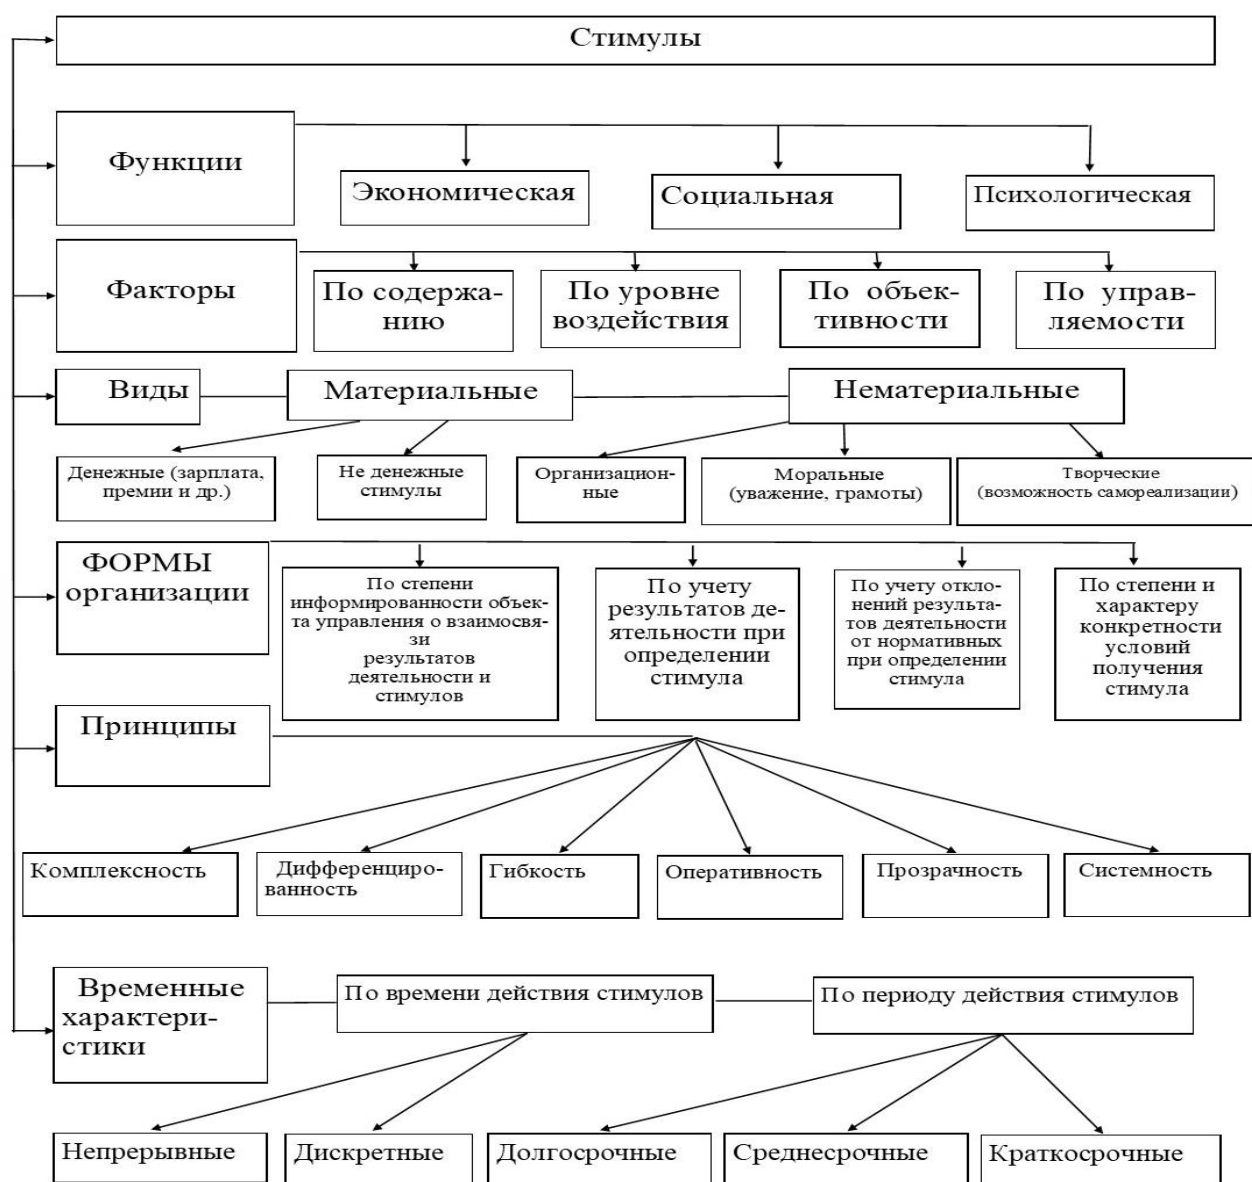 Стимулы
Функции
Экономическая
Социальная
Психологическая
Факторы
По содержа-
нию
По уровне
воздействия
По объек-
тивности
По управ-
ляемости
Виды
Материальные
Нематериальные
Денежные (зарплата,
премии и др.)
Не денежные
стимулы
Организацион-
ные
Моральные
(уважение, грамоты)
Творческие
(возможность самореализации)
ФОРМЫ
организации
По степени
информированности объек-
та управления о взаимосвя-
зи
результатов
деятельности и
стимулов
По учету
результатов де-
ятельности при
определении
стимула
По учету откло-
нений результа-
тов деятельности
от нормативных
при определении
стимула
По степени и
характеру
конкретности
условий
получения
стимула
Принципы
Комплексность
Дифференциро-
ванность
Гибкость
Оперативность
Прозрачность
Системность
Временные
характери-
стики
По времени действия стимулов
По периоду действия стимулов
Непрерывные
Дискретные
Долгосрочные
Среднесрочные
Краткосрочные